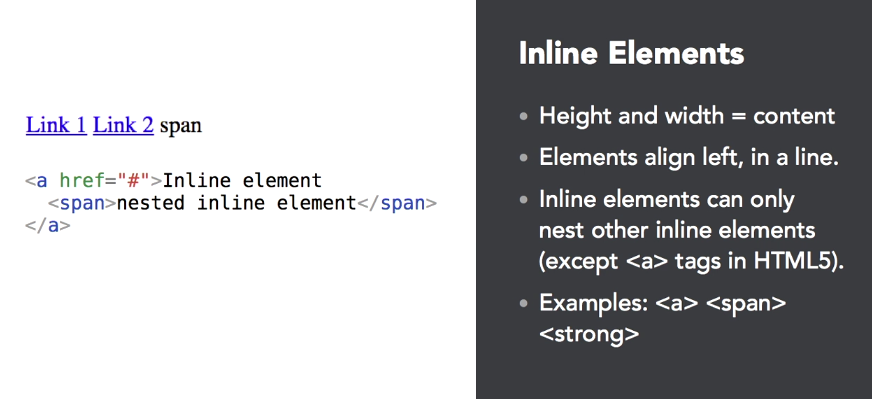 Link 1 Link 2 span
<a href="#">Inline element
<span>nested inline element</span>
</a>
Inline Elements
• Height and width = content
• Elements align left, in a line.
• Inline elements can only
nest other inline elements
(except <a> tags in HTML5).
• Examples: <a> <span>
<strong>